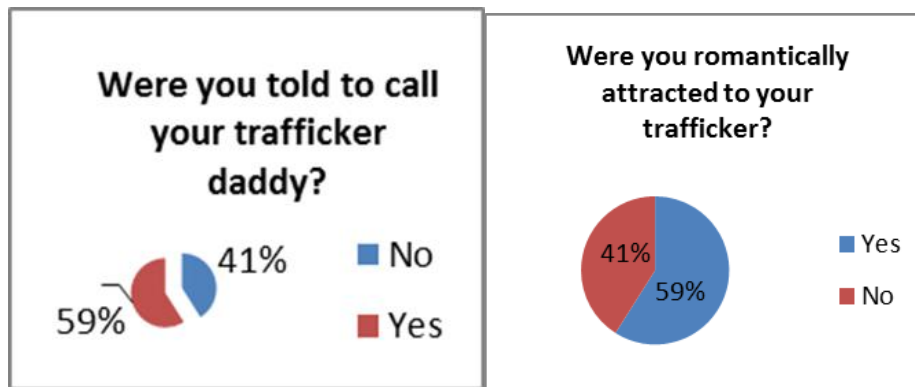 Were you told to call
your trafficker
daddy?
41%
59%
No
Yes
Were you romantically
attracted to your
trafficker?
41%
59%
Yes
No